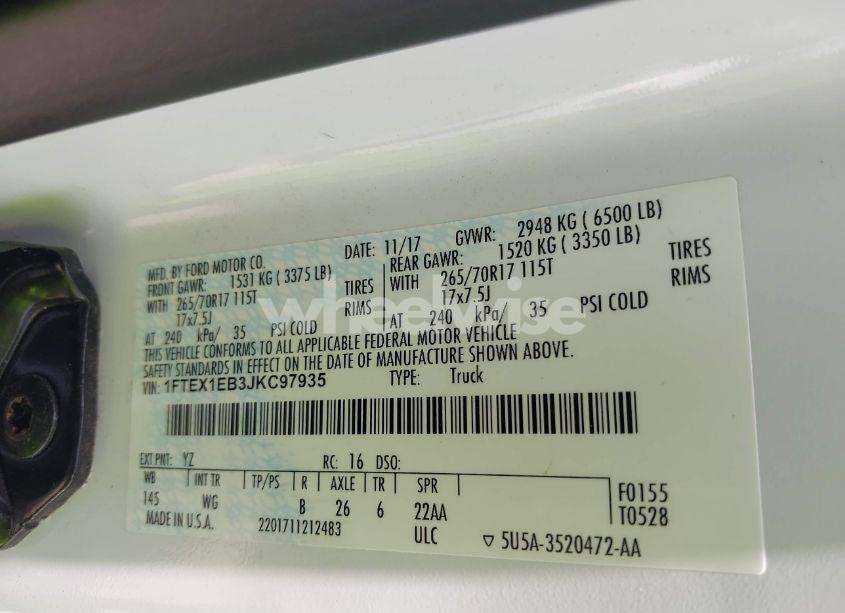 MFD. BY FORD MOTOR CO.
DATE: 11/17 GVWR: 2948 KG ( 6500 LB)
FRONT GAWR: 1531 KG ( 3375 LB)
REAR GAWR: 1520 KG ( 3350 LB)
WITH 265/70R17 115T TIRES
WITH 265/70R17 115T TIRES
17x7.5J RIMS
17x7.5J RIMS
AT 240 kPa/ 35 PSI COLD
AT 240 kPa/ 35 PSI COLD
THIS VEHICLE CONFORMS TO ALL APPLICABLE FEDERAL MOTOR VEHICLE
SAFETY STANDARDS IN EFFECT ON THE DATE OF MANUFACTURE SHOWN ABOVE.
VIN: 1FTEX1EB3JKC97935 TYPE: Truck
EXT PNT: YZ RC: 16 DSO:
WB INT TR TP/PS R AXLE TR SPR
145 WG B 26 6 22AA
F0155
T0528
MADE IN U.S.A. 2201711212483 ULC
5U5A-3520472-AA
wheelwise